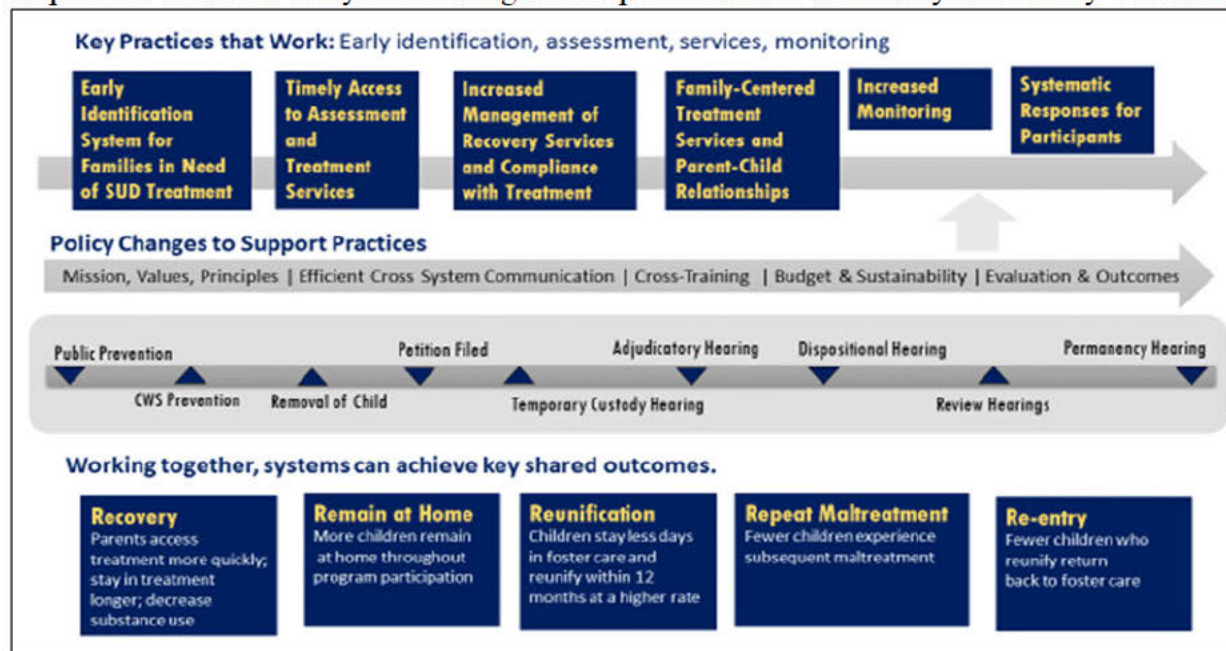 Key Practices that Work: Early identification, assessment, services, monitoring
Early
Identification
System for
Families in Need
of SUD Treatment
Timely Access
to Assessment
and
Treatment
Services
Increased
Management of
Recovery Services
and Compliance
with Treatment
Family-Centered
Treatment
Services and
Parent-Child
Relationships
Increased
Monitoring
Systematic
Responses for
Participants
Policy Changes to Support Practices
Mission, Values, Principles | Efficient Cross System Communication | Cross-Training | Budget & Sustainability | Evaluation & Outcomes
Public Prevention
CWS Prevention
Removal of Child
Petition Filed
Temporary Custody Hearing
Adjudicatory Hearing
Dispositional Hearing
Review Hearings
Permanency Hearing
Working together, systems can achieve key shared outcomes.
Recovery
Parents access
treatment more quickly;
stay in treatment
longer; decrease
substance use
Remain at Home
More children remain
at home throughout
program participation
Reunification
Children stay less days
in foster care and
reunify within 12
months at a higher rate
Repeat Maltreatment
Fewer children experience
subsequent maltreatment
Re-entry
Fewer children who
reunify return
back to foster care